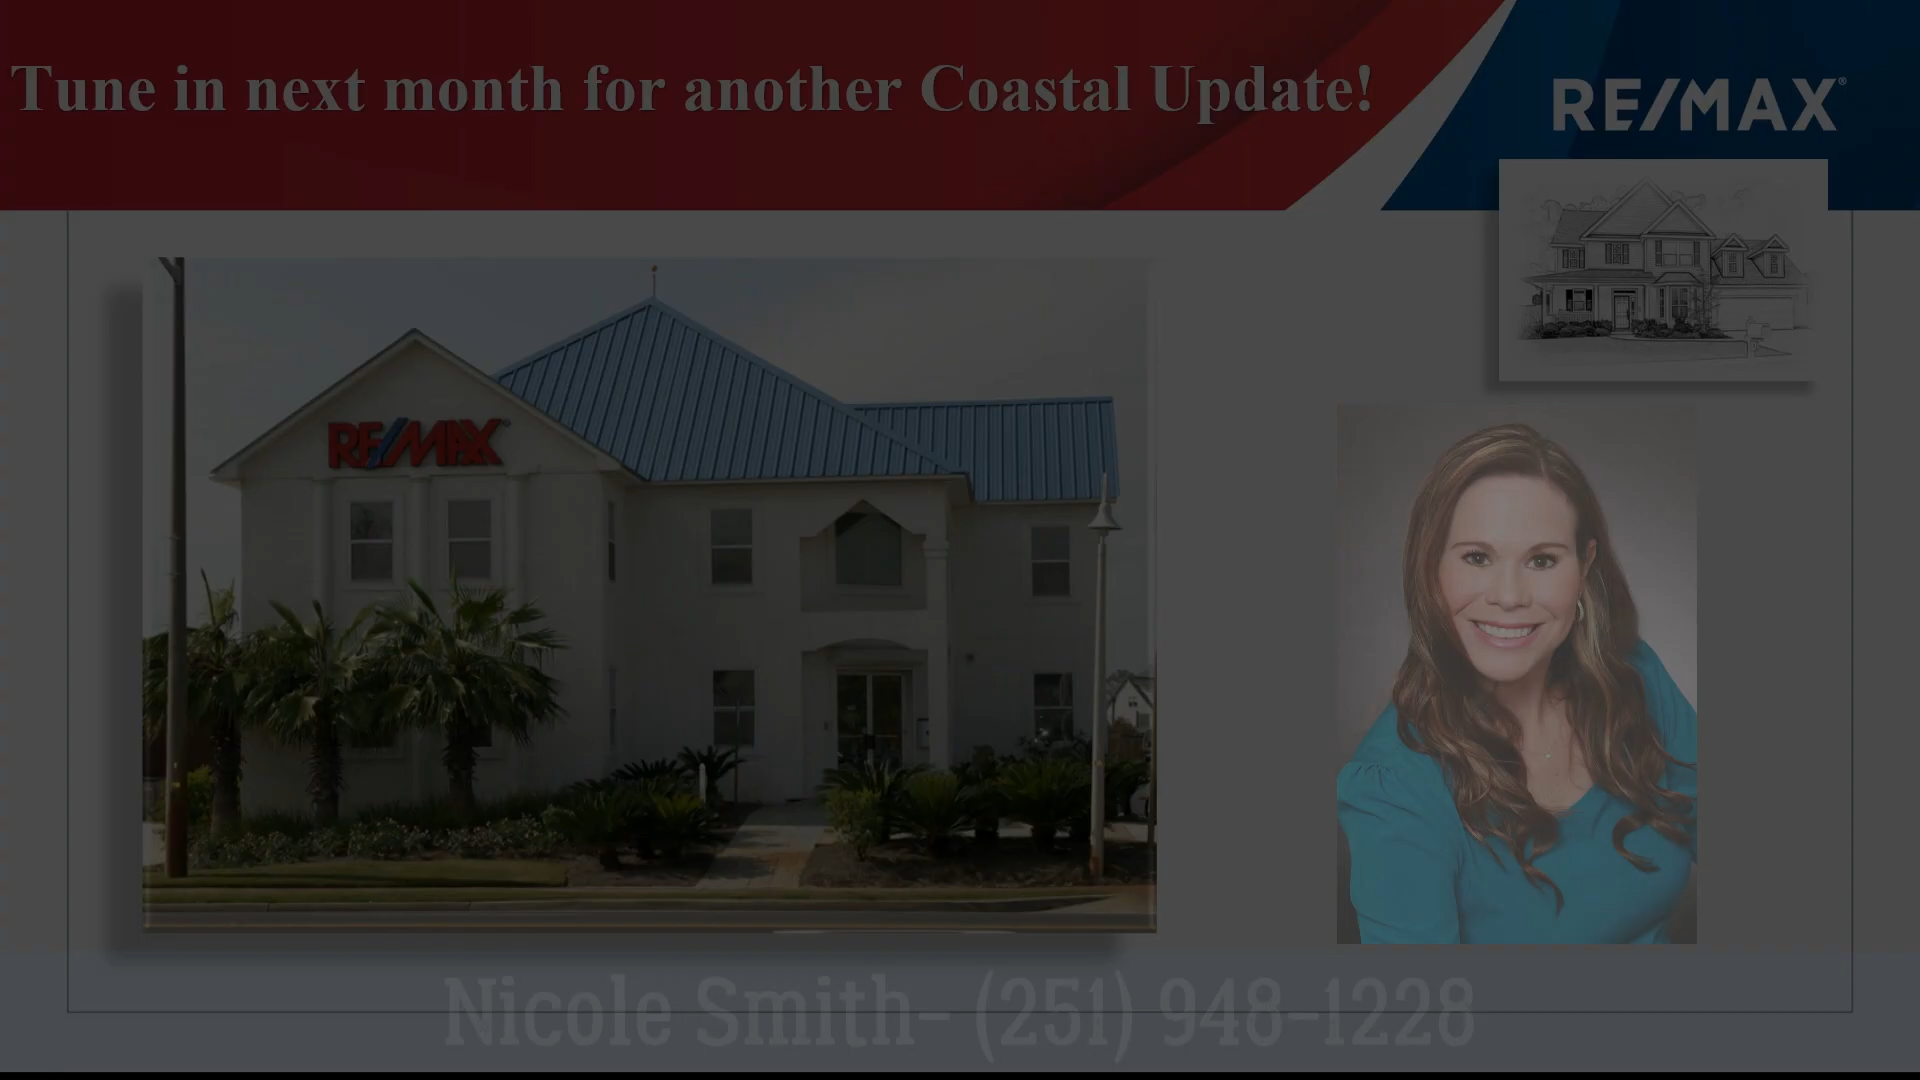 Tune in next month for another Coastal Update!
RE/MAX®
RE/MAX
Nicole Smith- (251) 948-1228